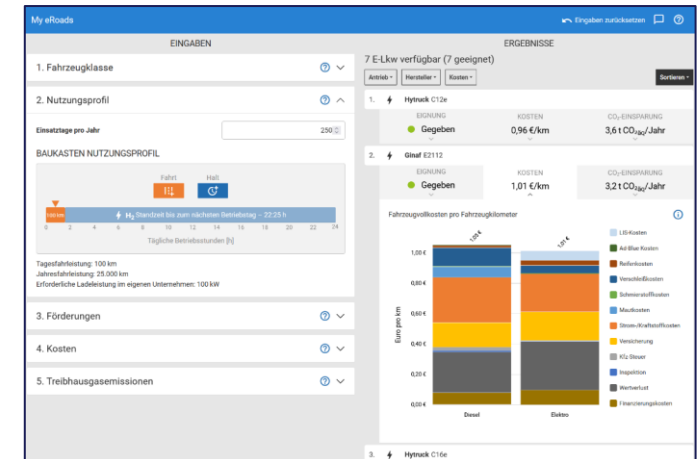 My eRoads
Eingaben zurücksetzen
EINGABEN
1. Fahrzeugklasse
2. Nutzungsprofil
Einsatztage pro Jahr
250
BAUKASTEN NUTZUNGSPROFIL
Fahrt Halt
100 km H₂ Standzeit bis zum nächsten Betriebstag – 22:25 h
0 2 4 6 8 10 12 14 16 18 20 22 24
Tägliche Betriebsstunden [h]
Tagesfahrleistung: 100 km
Jahresfahrleistung: 25.000 km
Erforderliche Ladeleistung im eigenen Unternehmen: 100 kW
3. Förderungen
4. Kosten
5. Treibhausgasemissionen
ERGEBNISSE
7 E-Lkw verfügbar (7 geeignet)
Antrieb Hersteller Kosten Sortieren
1. Hytruck C12e
EIGNUNG KOSTEN CO₂-EINSPARUNG
Gegeben 0,96 €/km 3,6 t CO₂äq/Jahr
2. Ginaf E2112
EIGNUNG KOSTEN CO₂-EINSPARUNG
Gegeben 1,01 €/km 3,2 t CO₂äq/Jahr
Fahrzeugvollkosten pro Fahrzeugkilometer
1,01 €
1,00 €
0,80 €
0,60 €
0,40 €
0,20 €
0,00 €
Euro pro km
Diesel Elektro
LIS-Kosten
Ad-Blue-Kosten
Reifenkosten
Verschleißkosten
Schmierstoffkosten
Mautkosten
Strom-/Kraftstoffkosten
Versicherung
Kfz-Steuer
Inspektion
Wertverlust
Finanzierungskosten
3. Hytruck C16e